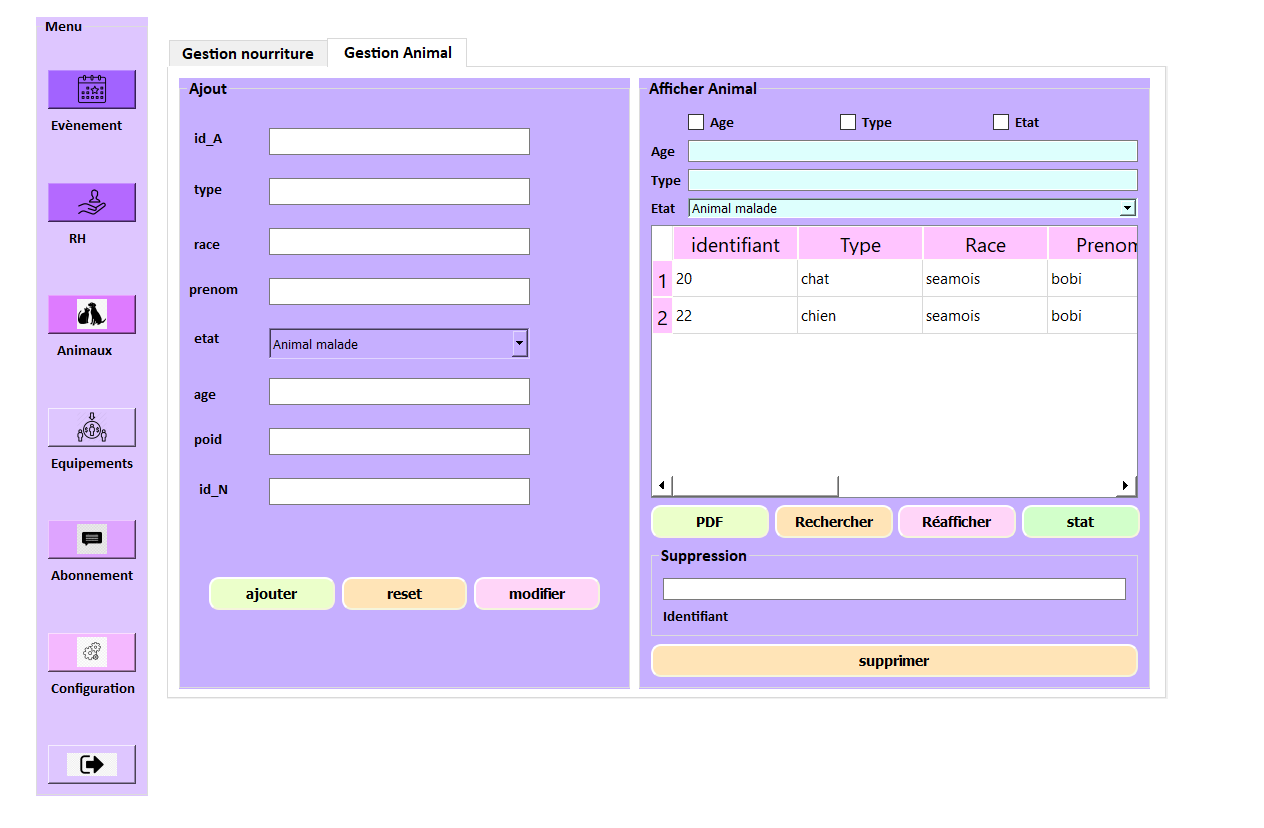 Menu
Evènement
RH
Animaux
Equipements
Abonnement
Configuration
Gestion nourriture
Gestion Animal
Ajout
id_A
type
race
prenom
etat
Animal malade
age
poid
id_N
ajouter
reset
modifier
Afficher Animal
Age
Type
Etat
Age
Type
Etat
Animal malade
identifiant Type Race Prenom
1 20 chat seamois bobi
2 22 chien seamois bobi
PDF
Rechercher
Réafficher
stat
Suppression
Identifiant
supprimer